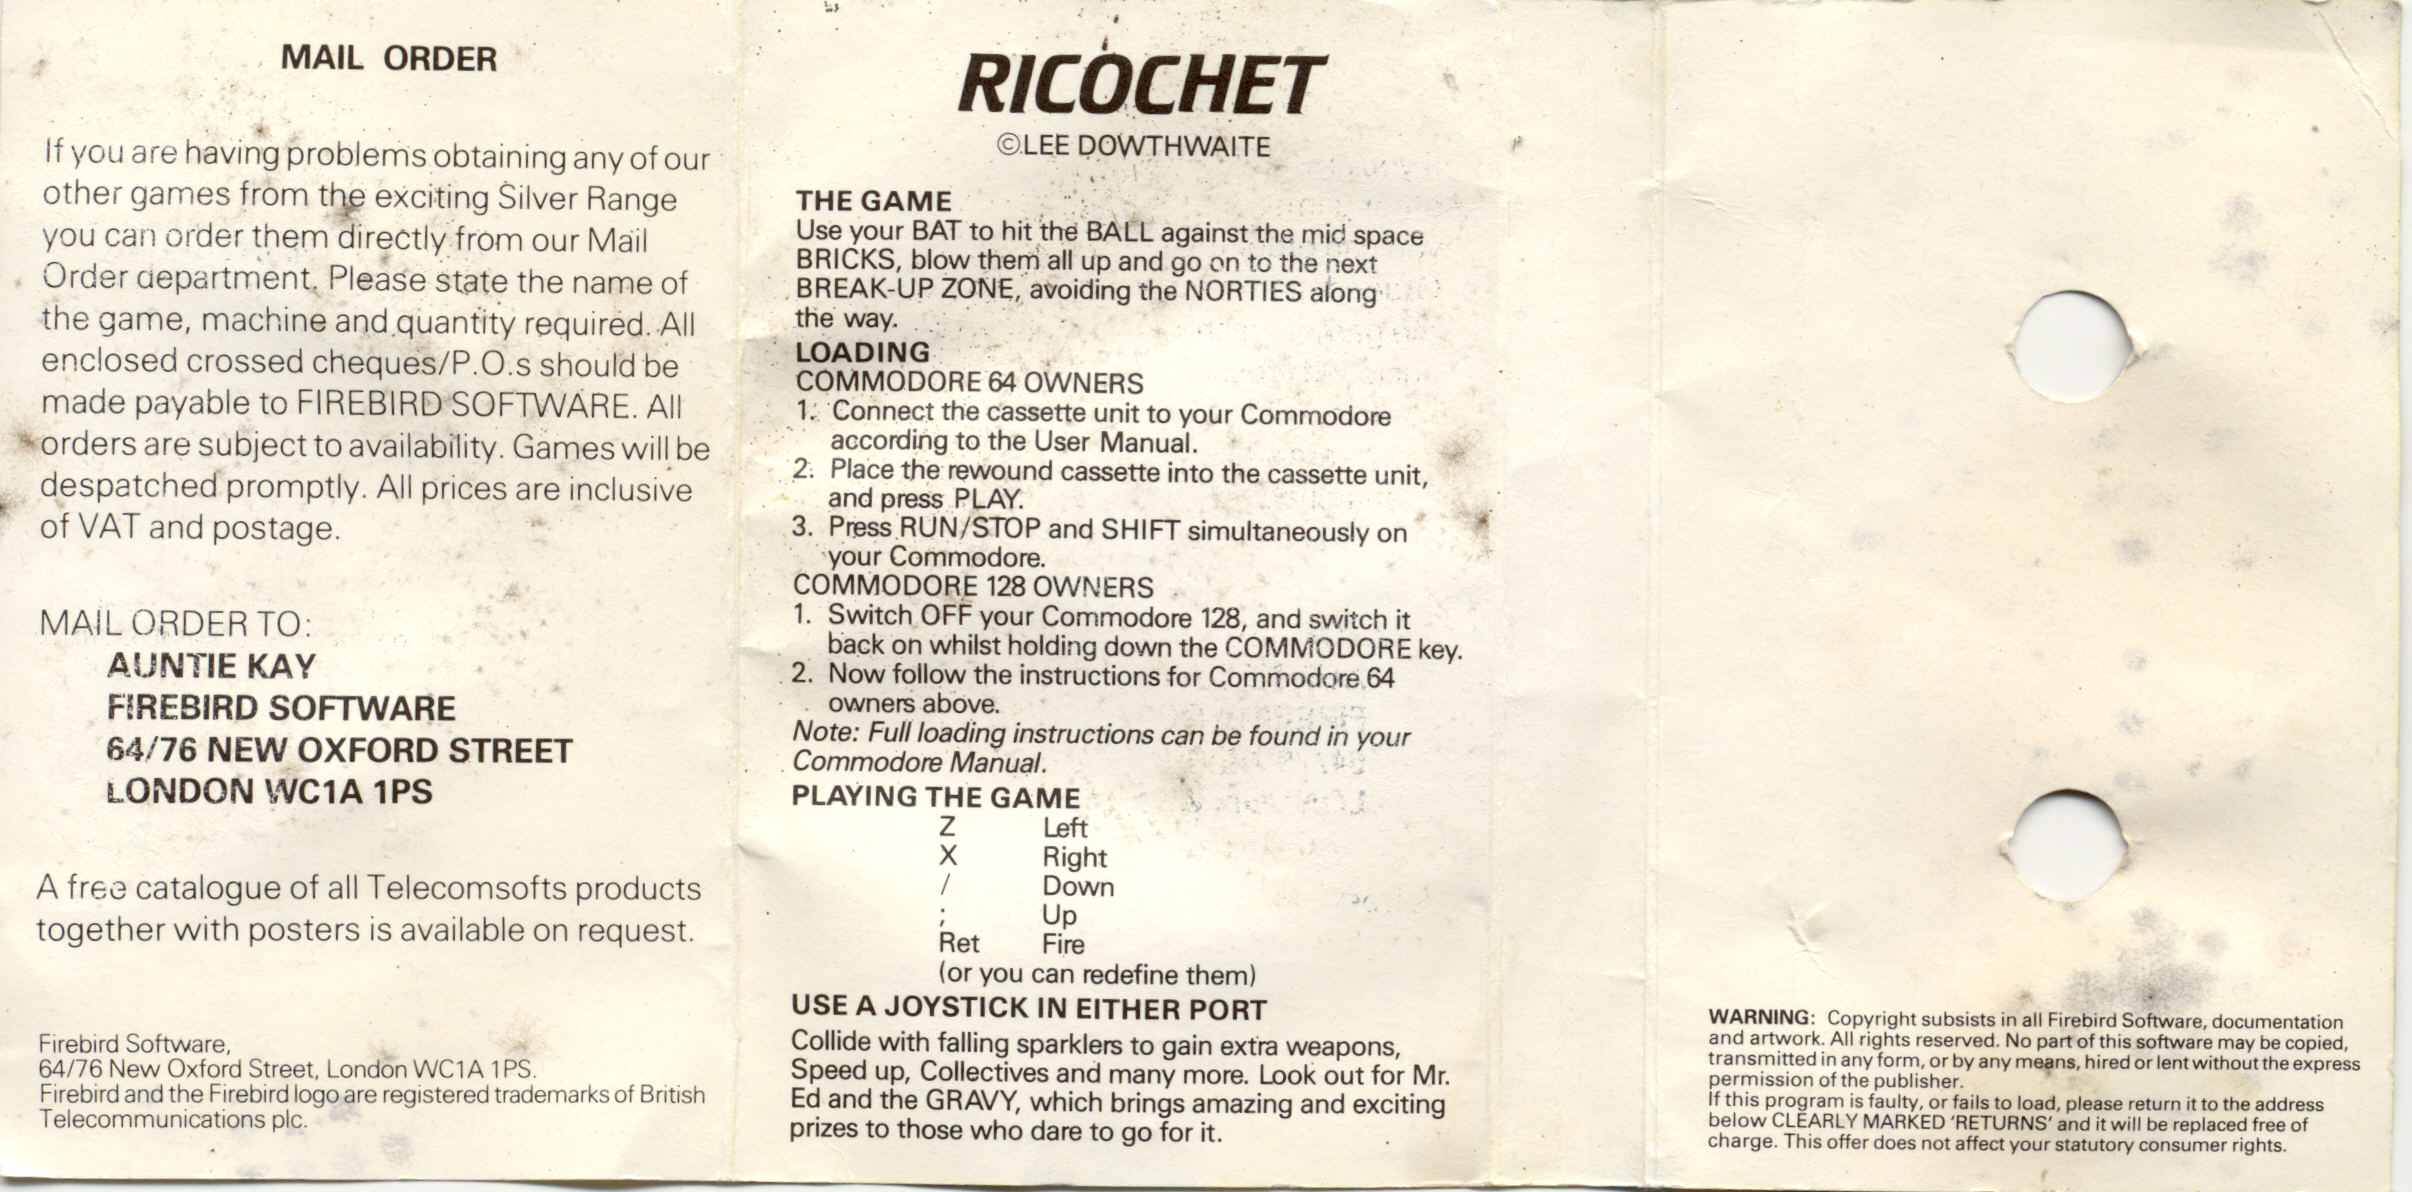 MAIL ORDER
If you are having problems obtaining any of our
other games from the exciting Silver Range
you can order them directly from our Mail
Order department. Please state the name of
the game, machine and quantity required. All
enclosed crossed cheques/P.O.s should be
made payable to FIREBIRD SOFTWARE. All
orders are subject to availability. Games will be
despatched promptly. All prices are inclusive
of VAT and postage.
MAIL ORDER TO:
AUNTIE KAY
FIREBIRD SOFTWARE
64/76 NEW OXFORD STREET
LONDON WC1A 1PS
A free catalogue of all Telecomsofts products
together with posters is available on request.
Firebird Software,
64/76 New Oxford Street, London WC1A 1PS.
Firebird and the Firebird logo are registered trademarks of British
Telecommunications plc.
RICOCHET
©LEE DOWTHWAITE
THE GAME
Use your BAT to hit the BALL against the mid space
BRICKS, blow them all up and go on to the next
BREAK-UP ZONE, avoiding the NORTIES along
the way.
LOADING
COMMODORE 64 OWNERS
1. Connect the cassette unit to your Commodore
according to the User Manual.
2. Place the rewound cassette into the cassette unit,
and press PLAY.
3. Press RUN/STOP and SHIFT simultaneously on
your Commodore.
COMMODORE 128 OWNERS
1. Switch OFF your Commodore 128, and switch it
back on whilst holding down the COMMODORE key.
2. Now follow the instructions for Commodore 64
owners above.
Note: Full loading instructions can be found in your
Commodore Manual.
PLAYING THE GAME
Z Left
X Right
/ Down
; Up
Ret Fire
(or you can redefine them)
USE A JOYSTICK IN EITHER PORT
Collide with falling sparklers to gain extra weapons,
Speed up, Collectives and many more. Look out for Mr.
Ed and the GRAVY, which brings amazing and exciting
prizes to those who dare to go for it.
WARNING: Copyright subsists in all Firebird Software, documentation
and artwork. All rights reserved. No part of this software may be copied,
transmitted in any form, or by any means, hired or lent without the express
permission of the publisher.
If this program is faulty, or fails to load, please return it to the address
below CLEARLY MARKED 'RETURNS' and it will be replaced free of
charge. This offer does not affect your statutory consumer rights.